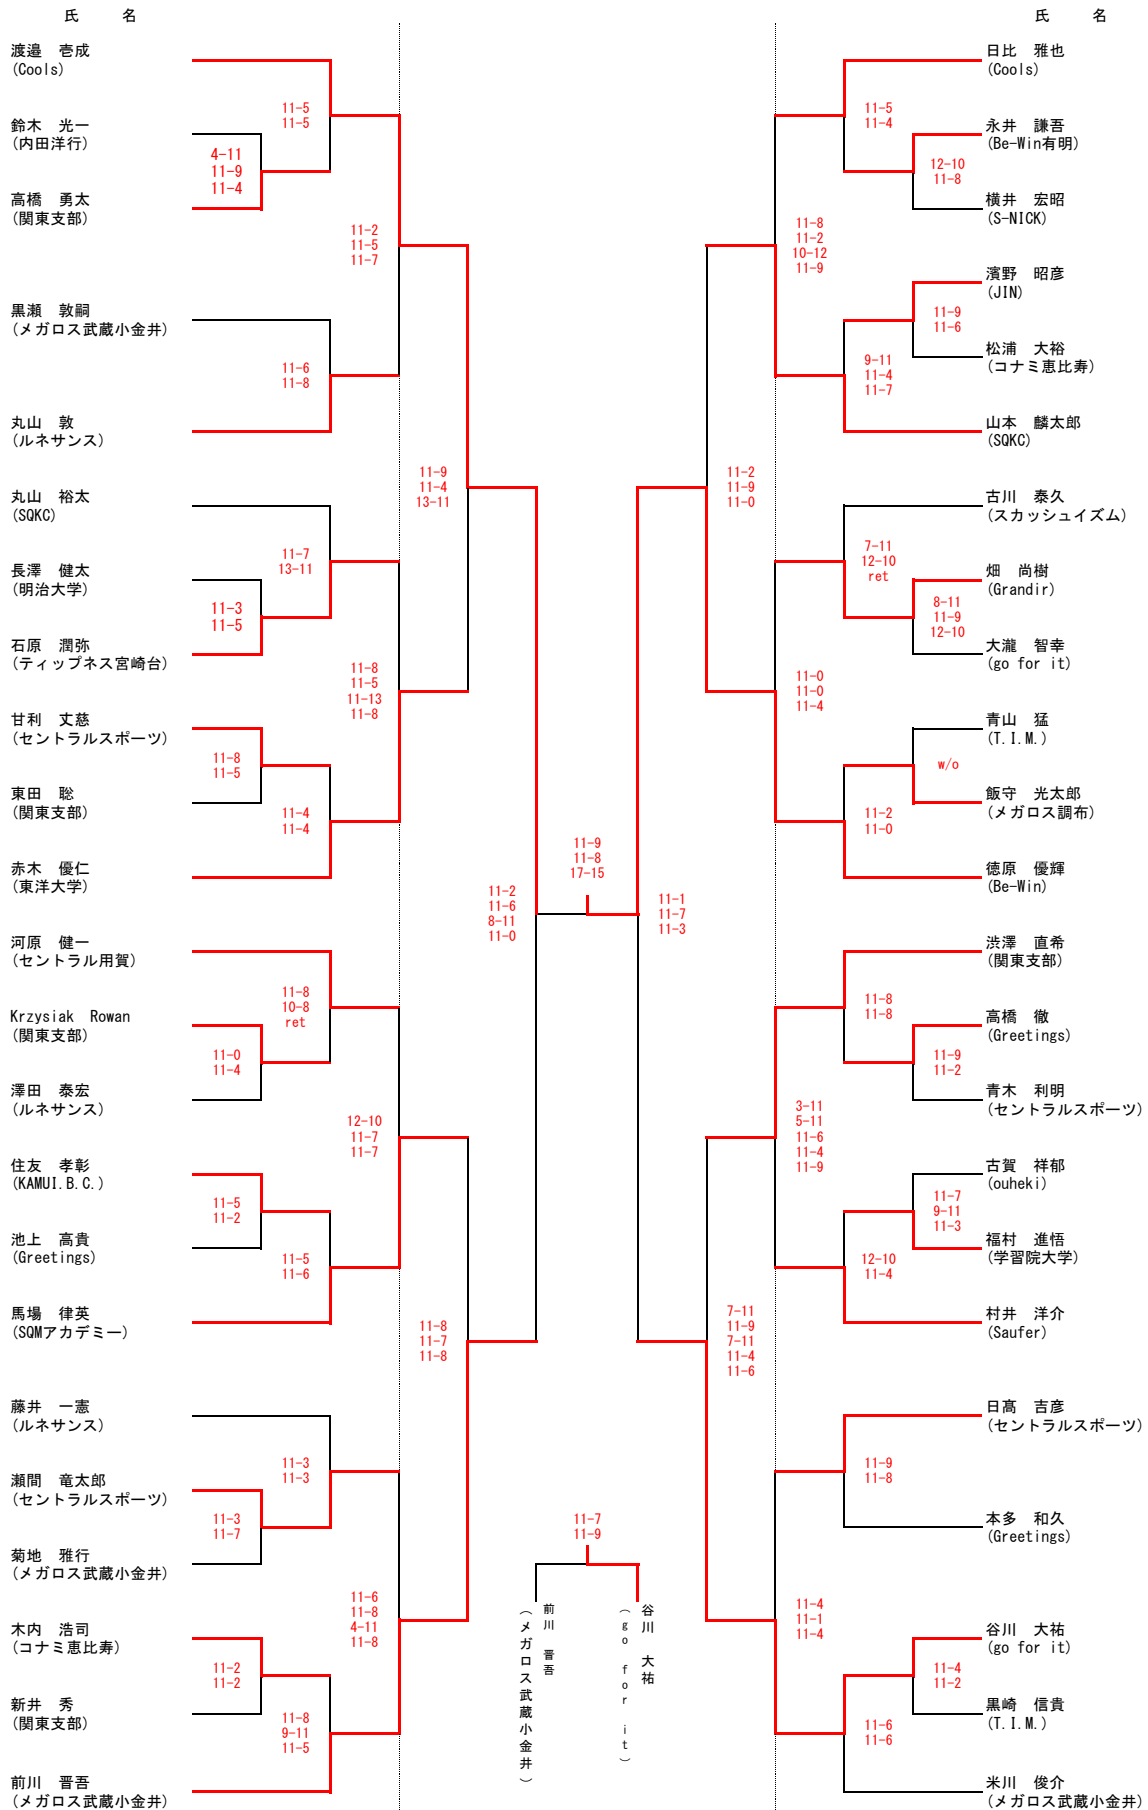 氏　名
渡邉　壱成
(Cools)
鈴木　光一
(内田洋行)
高橋　勇太
(関東支部)
黒瀬　敦嗣
(メガロス武蔵小金井)
丸山　敦
(ルネサンス)
丸山　裕太
(SQKC)
長澤　健太
(明治大学)
石原　潤弥
(ティップネス宮崎台)
甘利　丈慈
(セントラルスポーツ)
東田　聡
(関東支部)
赤木　優仁
(東洋大学)
河原　健一
(セントラル用賀)
Krzysiak　Rowan
(関東支部)
澤田　泰宏
(ルネサンス)
住友　孝彰
(KAMUI.B.C.)
池上　高貴
(Greetings)
馬場　律英
(SQMアカデミー)
藤井　一憲
(ルネサンス)
瀬間　竜太郎
(セントラルスポーツ)
菊地　雅行
(メガロス武蔵小金井)
木内　浩司
(コナミ恵比寿)
新井　秀
(関東支部)
前川　晋吾
(メガロス武蔵小金井)
4-11
11-9
11-4
11-3
11-5
11-8
11-5
11-0
11-4
11-5
11-2
11-3
11-7
11-2
11-2
11-5
11-5
11-6
11-8
11-7
13-11
11-4
11-4
11-8
10-8
ret
11-5
11-6
11-3
11-3
11-8
9-11
11-5
11-2
11-5
11-7
11-8
11-5
11-13
11-8
12-10
11-7
11-7
11-6
11-8
4-11
11-8
11-9
11-4
13-11
11-8
11-7
11-8
11-2
11-6
8-11
11-0
11-9
11-8
17-15
11-7
11-9
前川　晋吾
(メガロス武蔵小金井)
谷川　大祐
(go for it)
11-1
11-7
11-3
11-2
11-9
11-0
7-11
11-9
7-11
11-4
11-6
11-8
11-2
10-12
11-9
11-0
11-0
11-4
3-11
5-11
11-6
11-4
11-9
11-4
11-1
11-4
11-5
11-4
9-11
11-4
11-7
7-11
12-10
ret
11-2
11-0
11-8
11-8
12-10
11-4
11-9
11-8
11-6
11-6
12-10
11-8
11-9
11-6
8-11
11-9
12-10
w/o
11-9
11-2
11-7
9-11
11-3
11-4
11-2
氏　名
日比　雅也
(Cools)
永井　謙吾
(Be-Win有明)
横井　宏昭
(S-NICK)
濱野　昭彦
(JIN)
松浦　大裕
(コナミ恵比寿)
山本　麟太郎
(SQKC)
古川　泰久
(スカッシュイズム)
畑　尚樹
(Grandir)
大瀧　智幸
(go for it)
青山　猛
(T.I.M.)
飯守　光太郎
(メガロス調布)
徳原　優輝
(Be-Win)
渋澤　直希
(関東支部)
高橋　徹
(Greetings)
青木　利明
(セントラルスポーツ)
古賀　祥郁
(ouheki)
福村　進悟
(学習院大学)
村井　洋介
(Saufer)
日髙　吉彦
(セントラルスポーツ)
本多　和久
(Greetings)
谷川　大祐
(go for it)
黒崎　信貴
(T.I.M.)
米川　俊介
(メガロス武蔵小金井)